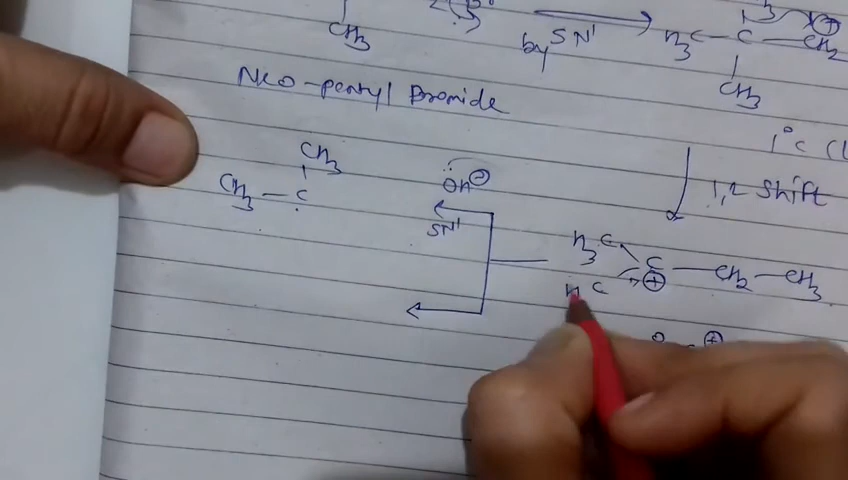 CH3
by SN1
H3C - C - CH2 ⊕
CH3
Neo-pentyl Bromide
1°C
1,2 Shift
CH3
CH3 - C
:OH⊖
SN1
H3C
C⊕ - CH2 - CH3
H C
⊕